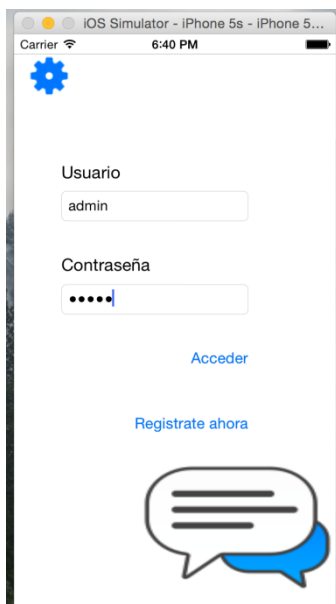 iOS Simulator - iPhone 5s - iPhone 5...
Carrier 6:40 PM
Usuario
admin
Contraseña
●●●●●
Acceder
Registrate ahora